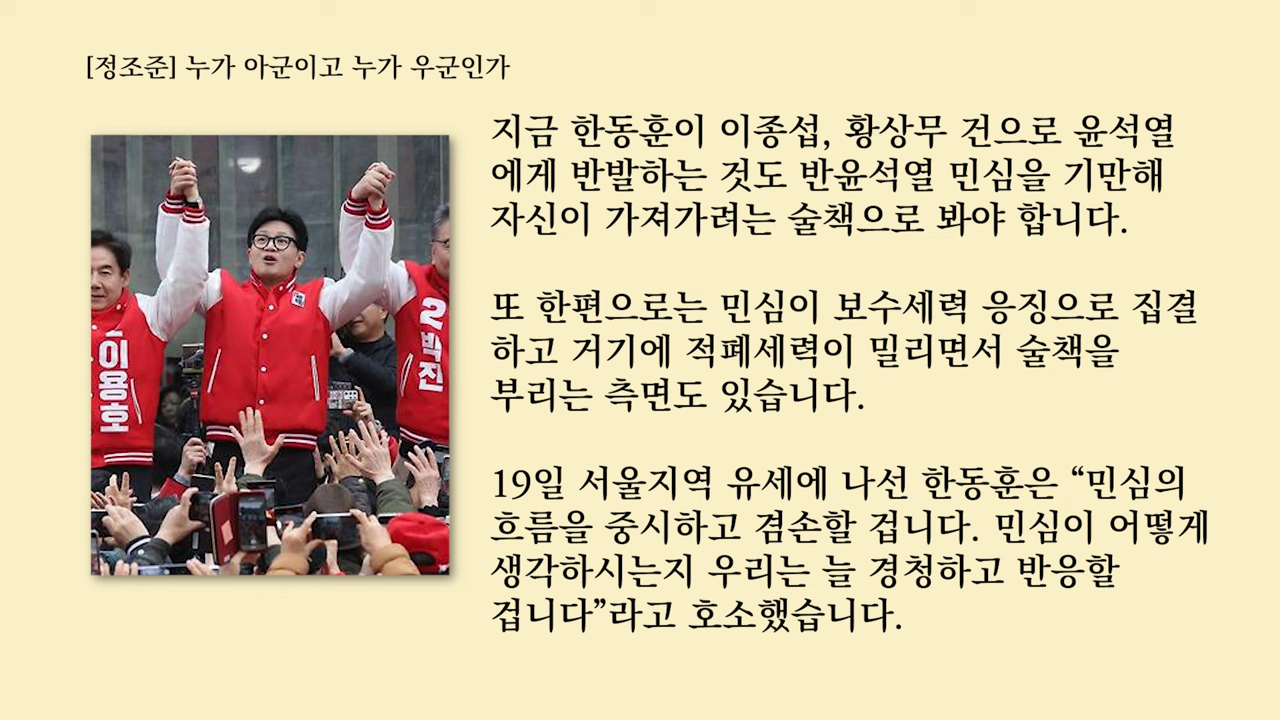 [정조준] 누가 아군이고 누가 우군인가
지금 한동훈이 이종섭, 황상무 건으로 윤석열
에게 반발하는 것도 반윤석열 민심을 기만해
자신이 가져가려는 술책으로 봐야 합니다.
또 한편으로는 민심이 보수세력 응징으로 집결
하고 거기에 적폐세력이 밀리면서 술책을
부리는 측면도 있습니다.
19일 서울지역 유세에 나선 한동훈은 “민심의
흐름을 중시하고 겸손할 겁니다. 민심이 어떻게
생각하시는지 우리는 늘 경청하고 반응할
겁니다”라고 호소했습니다.
이용호
2박진